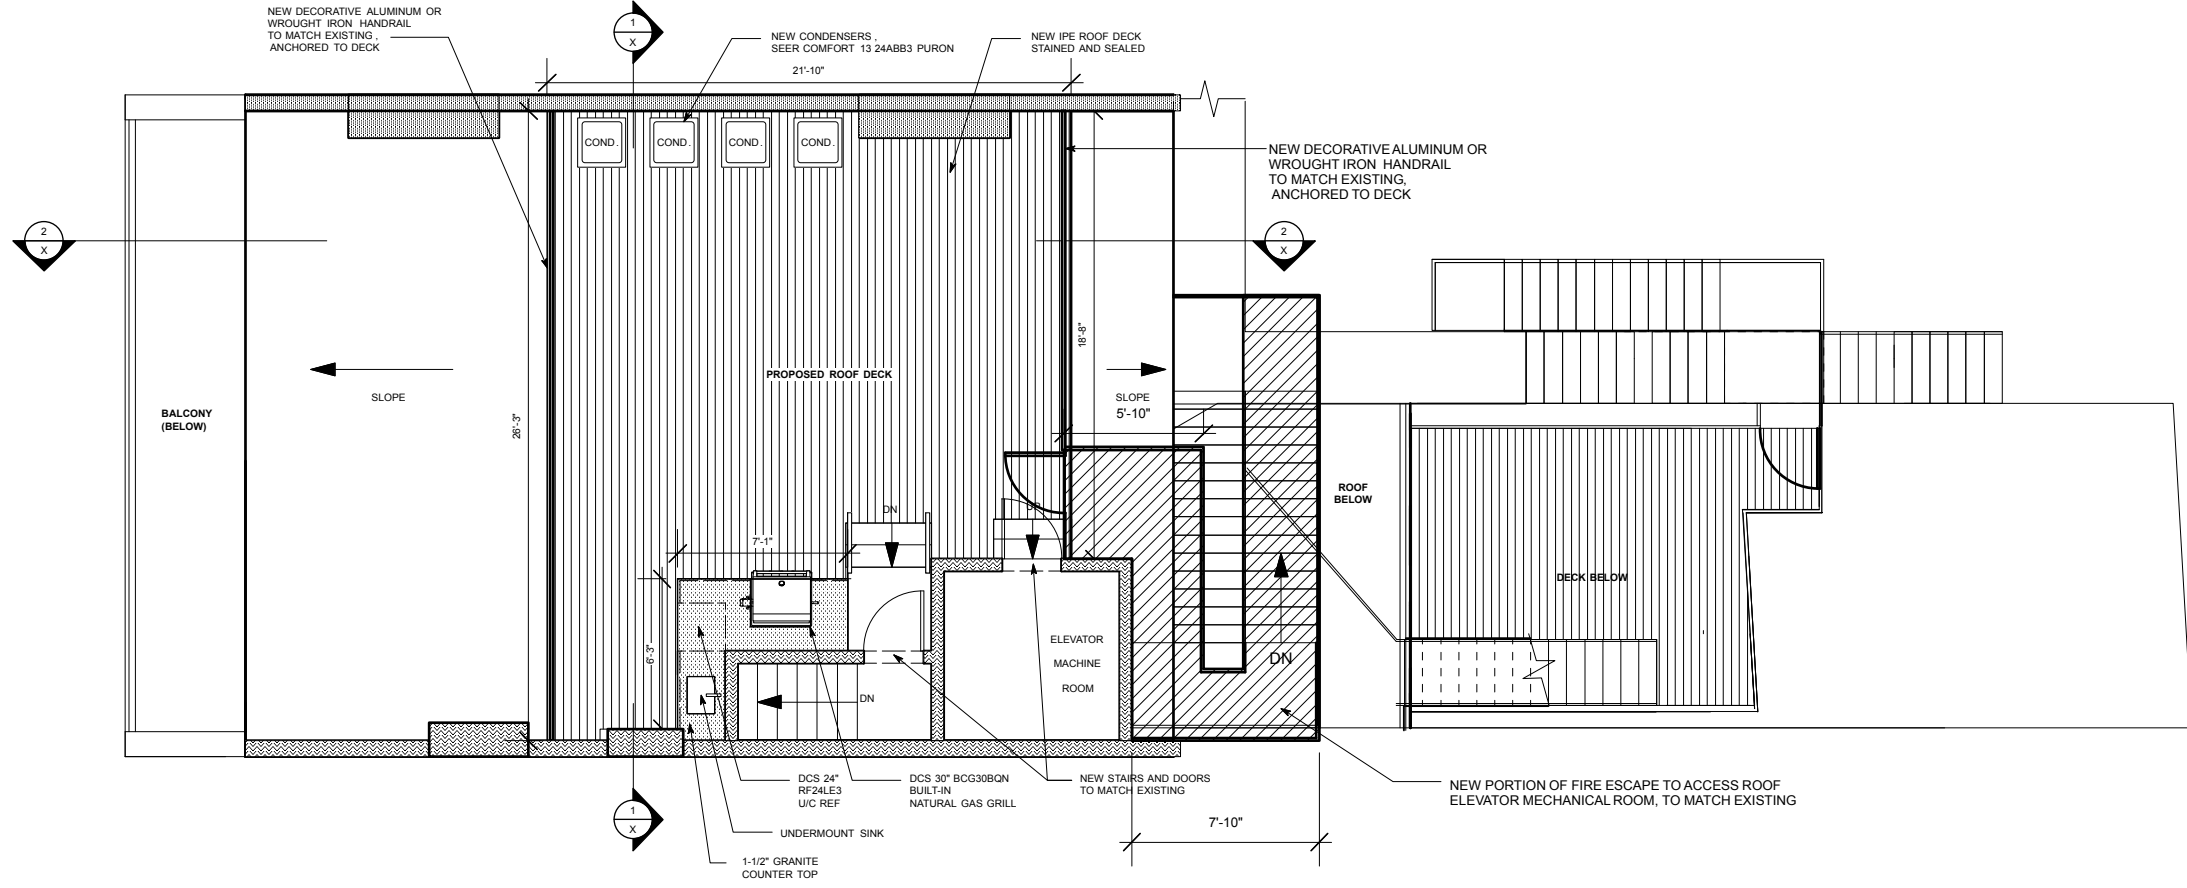 NEW DECORATIVE ALUMINUM OR
WROUGHT IRON HANDRAIL
TO MATCH EXISTING,
ANCHORED TO DECK
1
X
NEW CONDENSERS,
SEER COMFORT 13 24ABB3 PURON
NEW IPE ROOF DECK
STAINED AND SEALED
21'-10"
COND.
COND.
COND.
COND.
NEW DECORATIVE ALUMINUM OR
WROUGHT IRON HANDRAIL
TO MATCH EXISTING,
ANCHORED TO DECK
2
X
2
X
18'-8"
PROPOSED ROOF DECK
SLOPE
SLOPE
5'-10"
BALCONY
(BELOW)
26'-3"
ROOF
BELOW
DN
7'-1"
DECK BELOW
6'-3"
ELEVATOR
MACHINE
ROOM
DN
DN
DCS 24"
RF24LE3
U/C REF
DCS 30" BCG30BQN
BUILT-IN
NATURAL GAS GRILL
NEW STAIRS AND DOORS
TO MATCH EXISTING
NEW PORTION OF FIRE ESCAPE TO ACCESS ROOF
ELEVATOR MECHANICAL ROOM, TO MATCH EXISTING
1
X
7'-10"
UNDERMOUNT SINK
1-1/2" GRANITE
COUNTER TOP